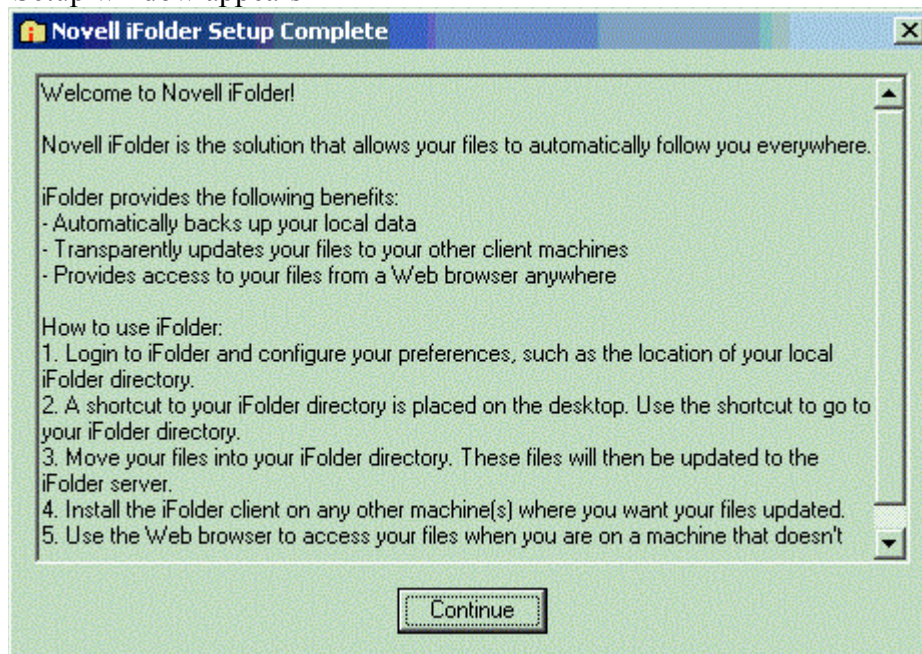 Setup window appears
Novell iFolder Setup Complete
Welcome to Novell iFolder!
Novell iFolder is the solution that allows your files to automatically follow you everywhere.
iFolder provides the following benefits:
- Automatically backs up your local data
- Transparently updates your files to your other client machines
- Provides access to your files from a Web browser anywhere
How to use iFolder:
1. Login to iFolder and configure your preferences, such as the location of your local
iFolder directory.
2. A shortcut to your iFolder directory is placed on the desktop. Use the shortcut to go to
your iFolder directory.
3. Move your files into your iFolder directory. These files will then be updated to the
iFolder server.
4. Install the iFolder client on any other machine(s) where you want your files updated.
5. Use the Web browser to access your files when you are on a machine that doesn't
Continue